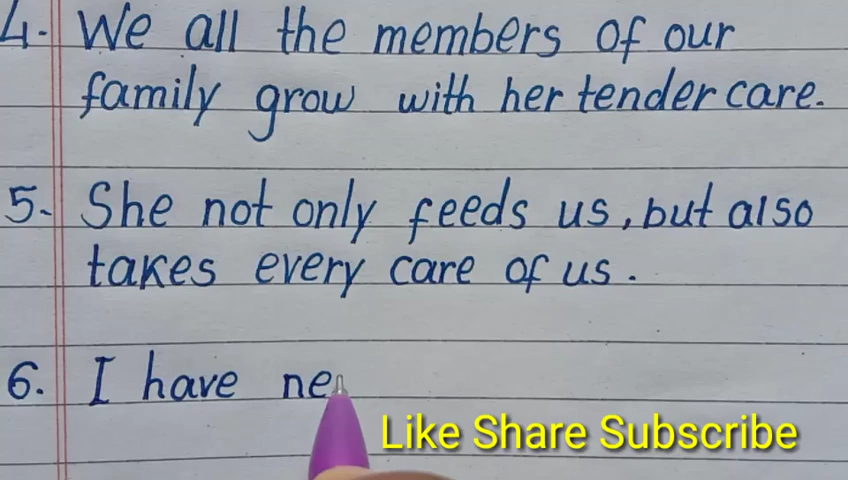 4. We all the members of our
family grow with her tender care.
5. She not only feeds us, but also
takes every care of us.
6. I have ne
Like Share Subscribe